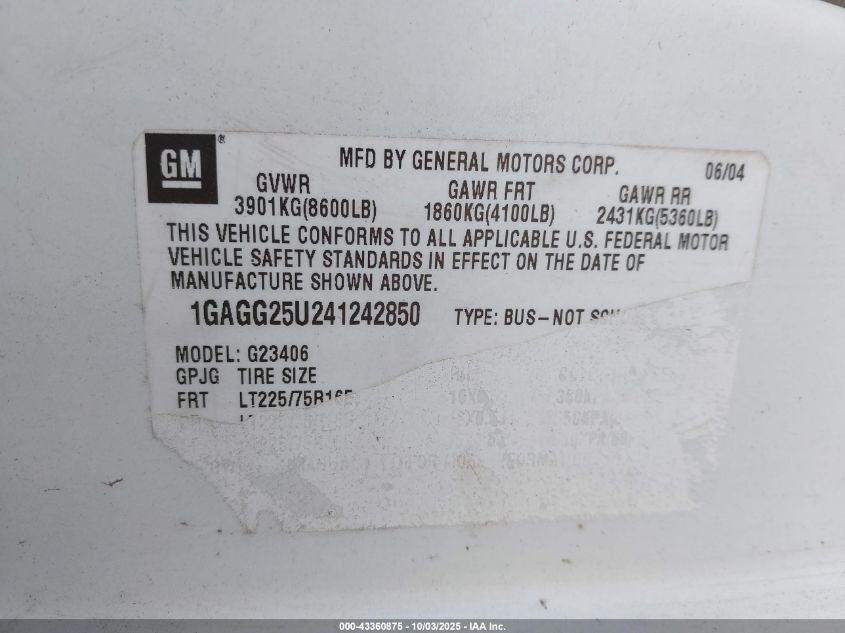 GM®
MFD BY GENERAL MOTORS CORP. 06/04
GVWR GAWR FRT GAWR RR
3901KG(8600LB) 1860KG(4100LB) 2431KG(5360LB)
THIS VEHICLE CONFORMS TO ALL APPLICABLE U.S. FEDERAL MOTOR
VEHICLE SAFETY STANDARDS IN EFFECT ON THE DATE OF
MANUFACTURE SHOWN ABOVE.
1GAGG25U241242850 TYPE: BUS-NOT
MODEL: G23406
GPJG TIRE SIZE
FRT LT225/75R16E
000-43360875 - 10/03/2025 - IAA Inc.